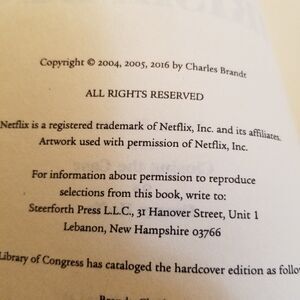 Copyright © 2004, 2005, 2016 by Charles Brandt
ALL RIGHTS RESERVED
Netflix is a registered trademark of Netflix, Inc. and its affiliates.
Artwork used with permission of Netflix, Inc.
For information about permission to reproduce
selections from this book, write to:
Steerforth Press L.L.C., 31 Hanover Street, Unit 1
Lebanon, New Hampshire 03766
Library of Congress has cataloged the hardcover edition as follow